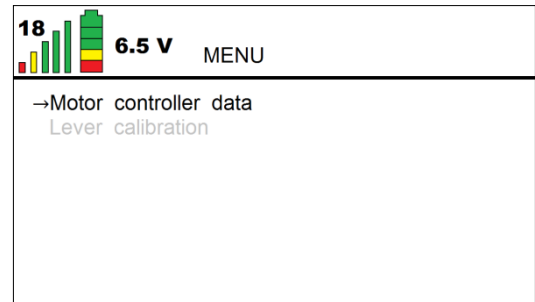 18
6.5 V MENU
→Motor controller data
Lever calibration